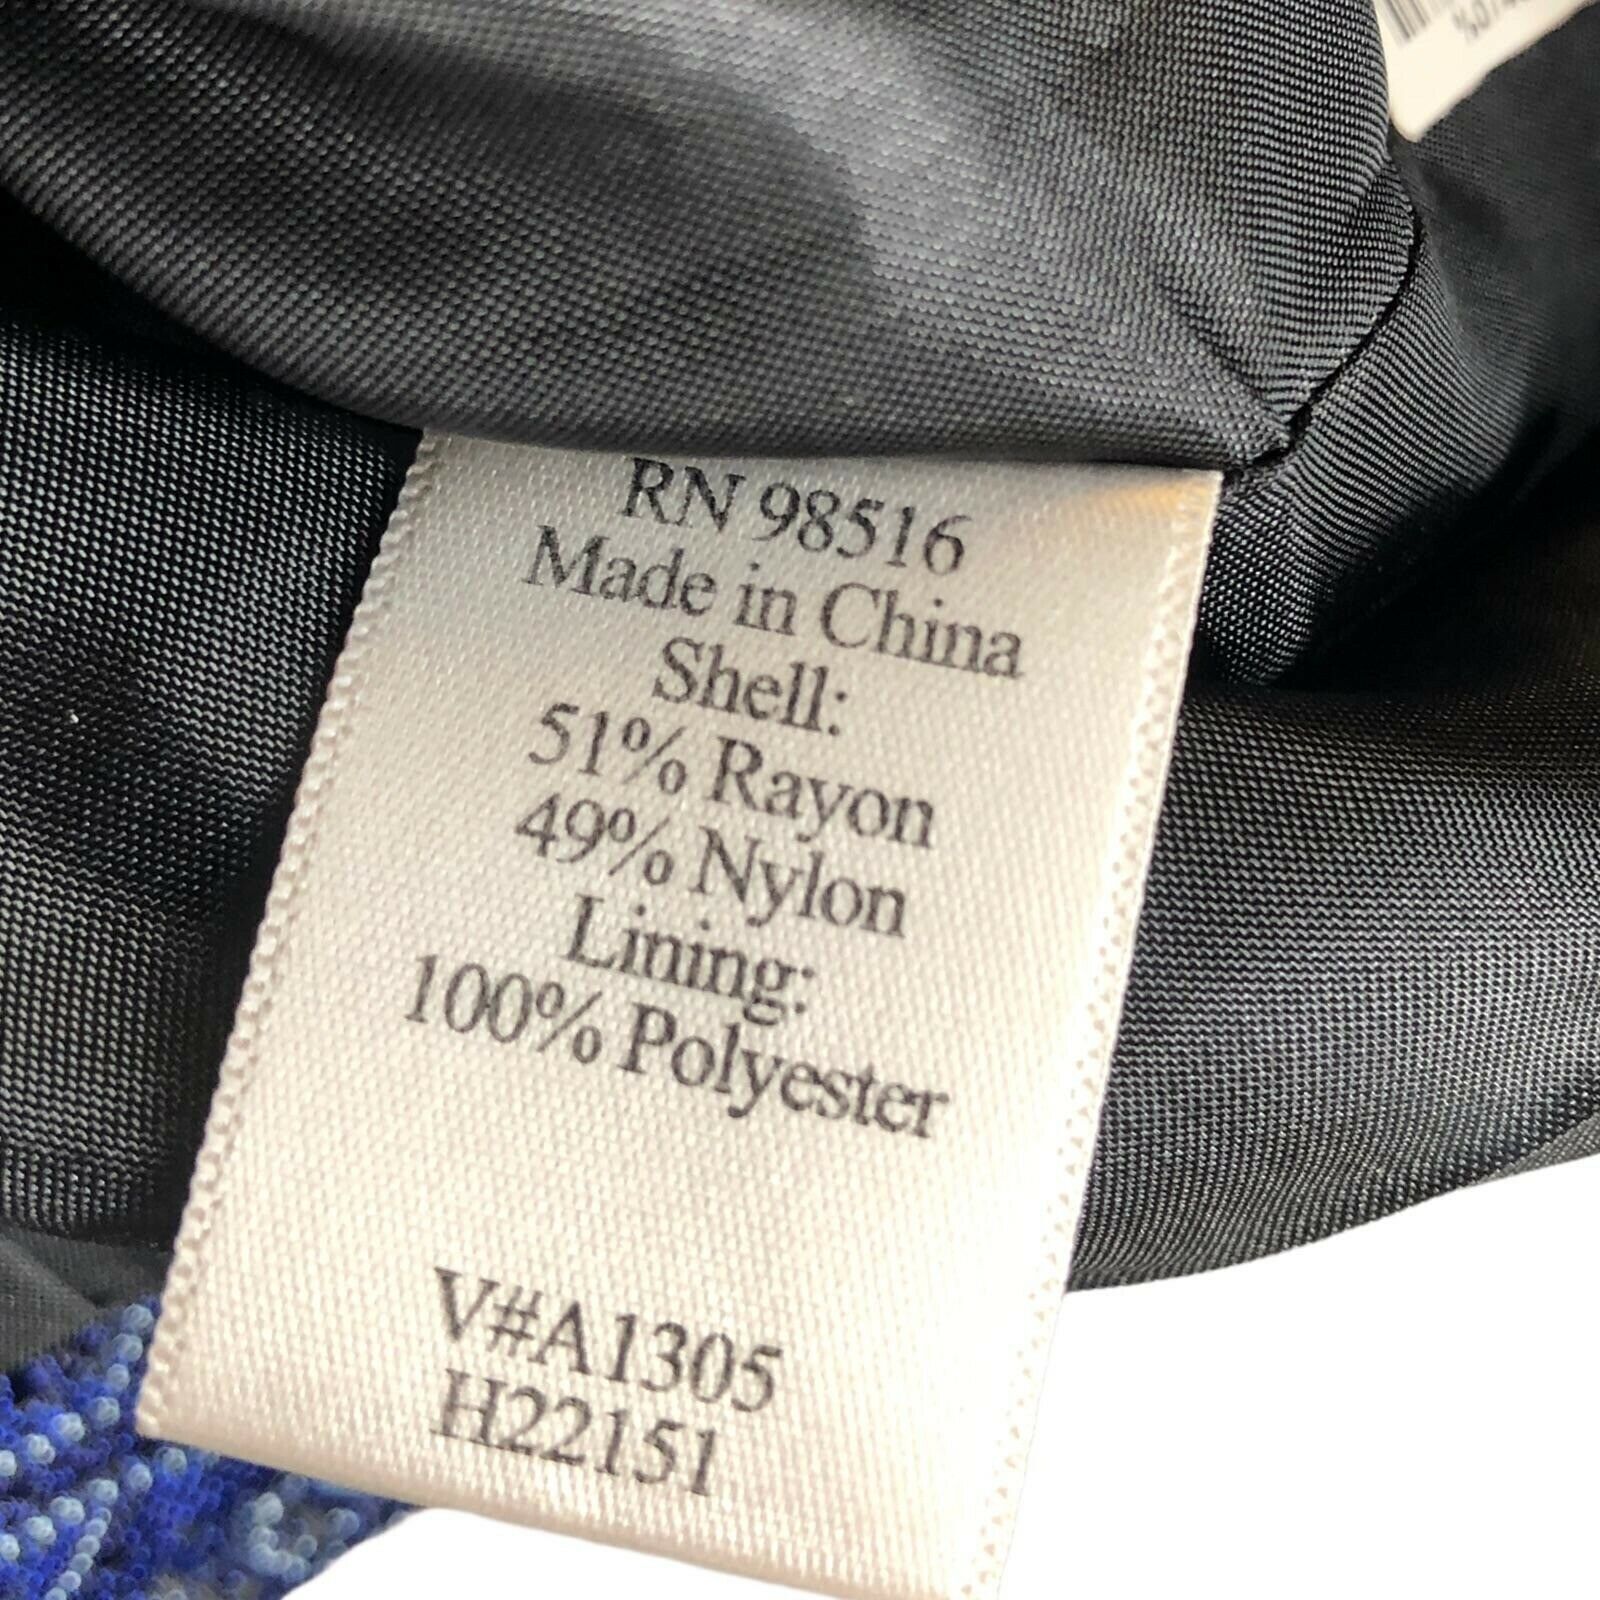 RN 98516
Made in China
Shell:
51% Rayon
49% Nylon
Lining:
100% Polyester
V#A1305
H22151